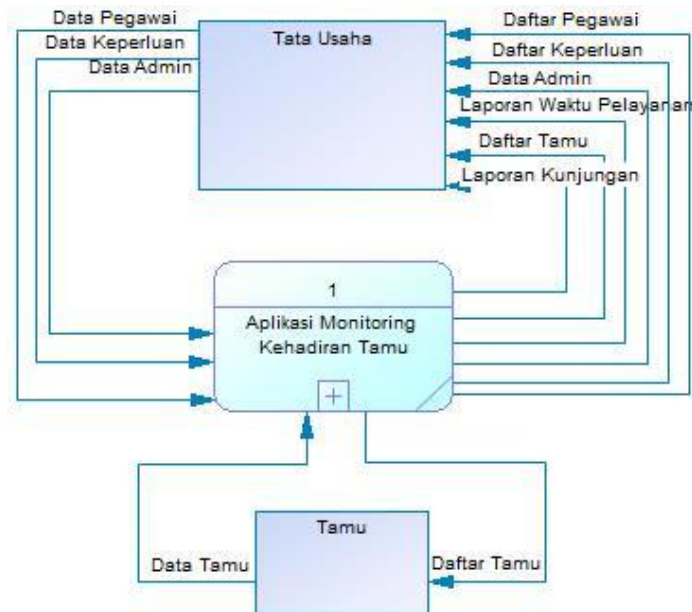 Data Pegawai
Data Keperluan
Data Admin
Tata Usaha
Daftar Pegawai
Daftar Keperluan
Data Admin
Laporan Waktu Pelayanan
Daftar Tamu
Laporan Kunjungan
1
Aplikasi Monitoring
Kehadiran Tamu
Tamu
Data Tamu
Daftar Tamu